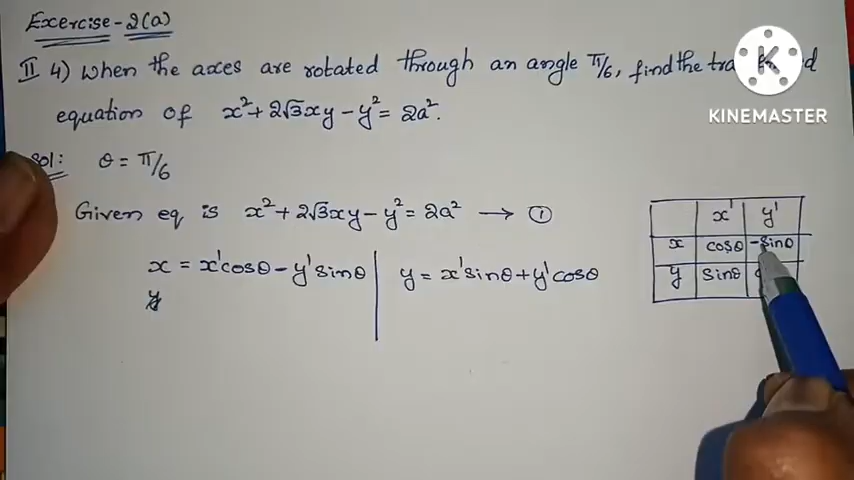 Exercise-2(a)
II 4) When the axes are rotated through an angle π/6, find the
equation of x²+2√3xy-y²=2a².
Sol: θ = π/6
Given eq is x²+2√3xy-y²=2a² → ①
x = x'cosθ - y'sinθ
y = x'sinθ + y'cosθ
y
x' y'
x cosθ -sinθ
y sinθ
KINEMASTER